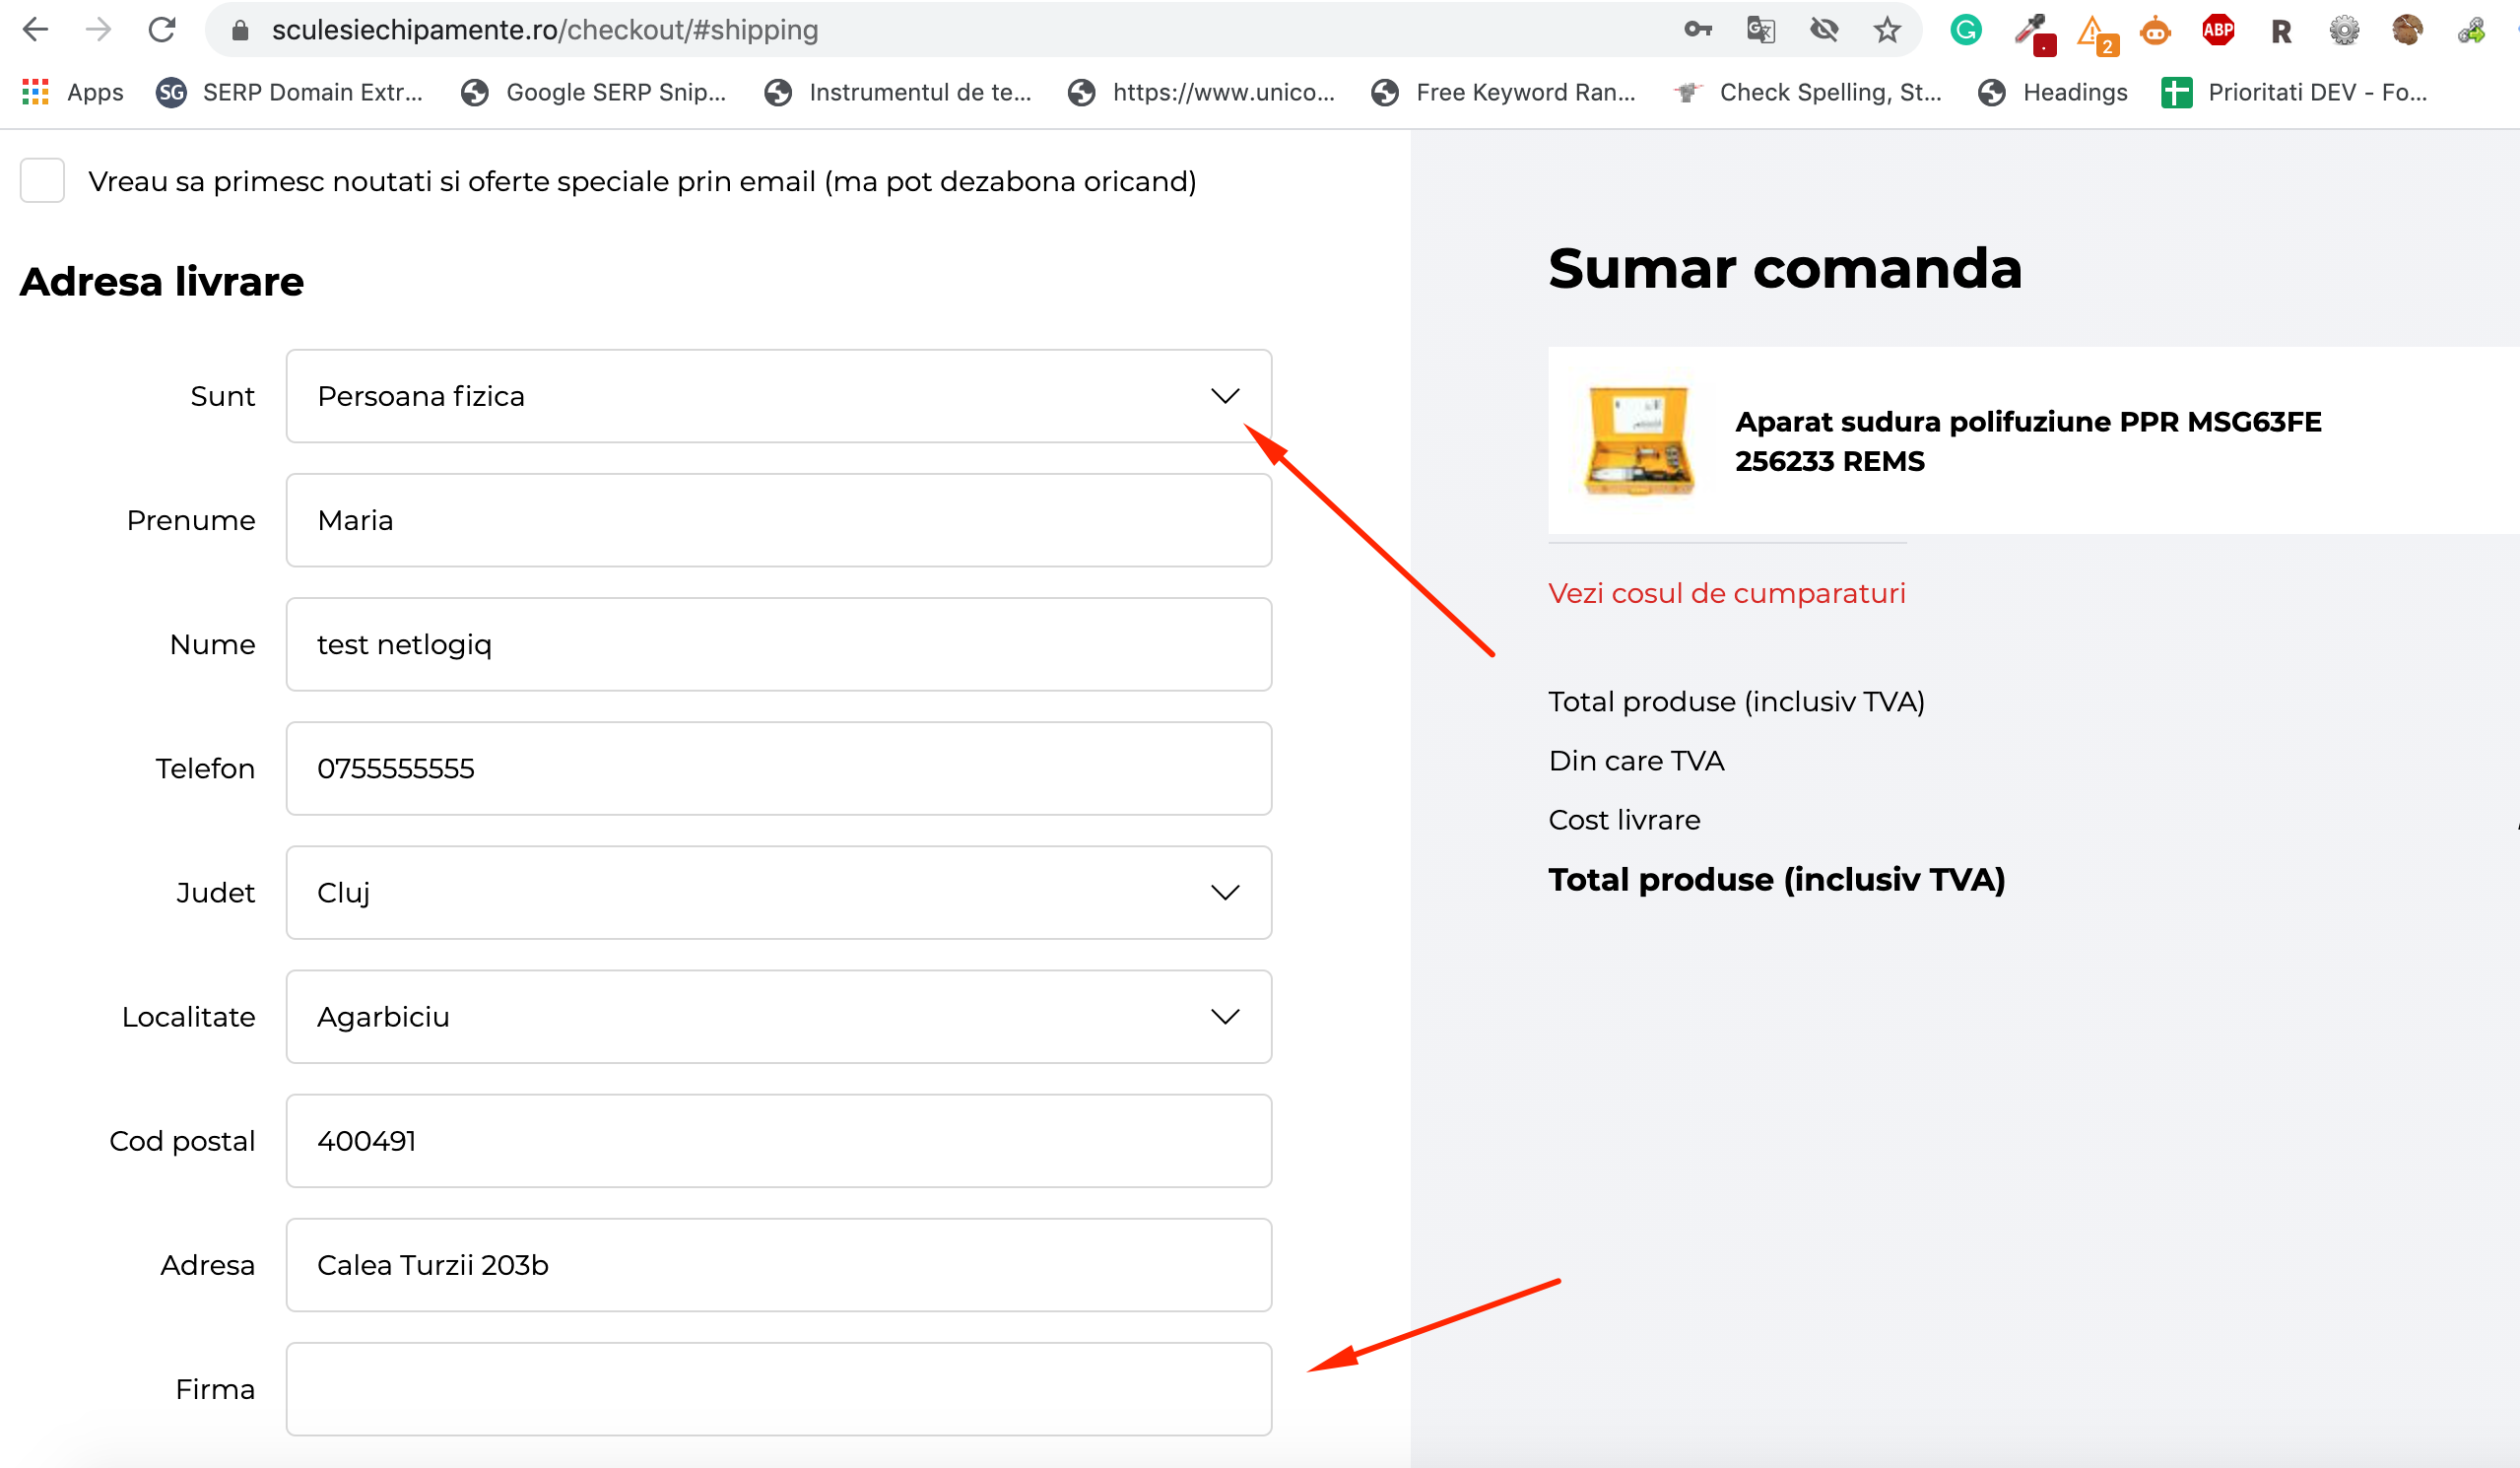 sculesiechipamente.ro/checkout/#shipping
2
ABP
R
Apps
SG
SERP Domain Extr...
Google SERP Snip...
Instrumentul de te...
https://www.unico...
Free Keyword Ran...
Check Spelling, St...
Headings
Prioritati DEV - Fo...
Vreau sa primesc noutati si oferte speciale prin email (ma pot dezabona oricand)
Adresa livrare
Sunt
Persoana fizica
Prenume
Maria
Nume
test netlogiq
Telefon
0755555555
Judet
Cluj
Localitate
Agarbiciu
Cod postal
400491
Adresa
Calea Turzii 203b
Firma
Sumar comanda
Aparat sudura polifuziune PPR MSG63FE
256233 REMS
Vezi cosul de cumparaturi
Total produse (inclusiv TVA)
Din care TVA
Cost livrare
Total produse (inclusiv TVA)